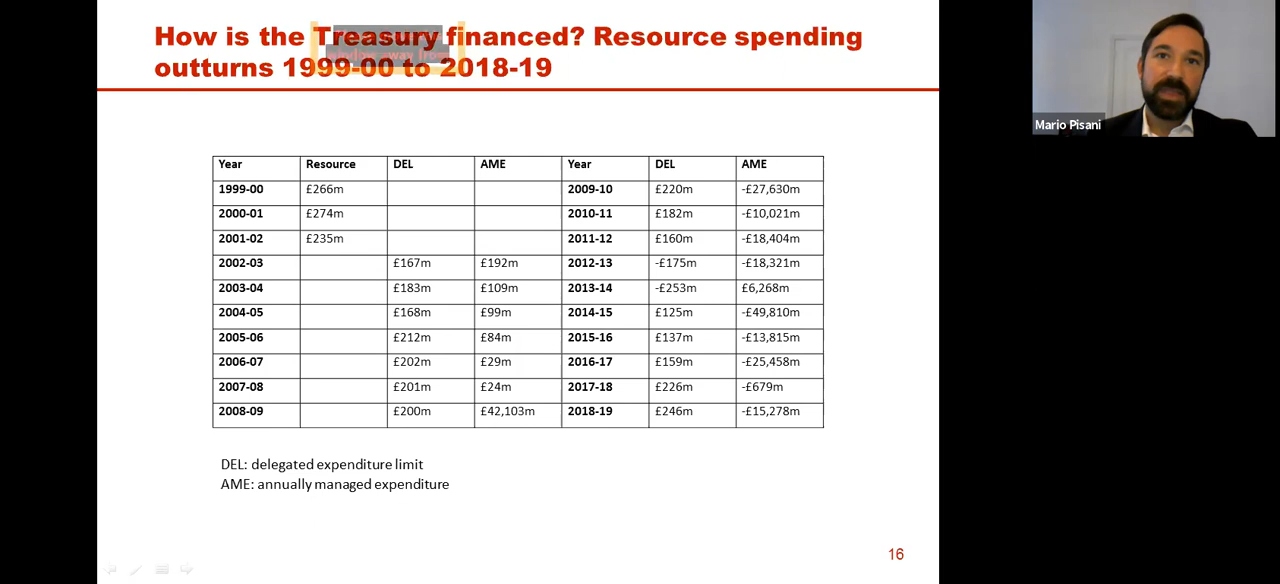 How is the Treasury financed? Resource spending
outturns 1999-00 to 2018-19
window away from
Mario Pisani
Year Resource DEL AME Year DEL AME
1999-00 £266m 2009-10 £220m -£27,630m
2000-01 £274m 2010-11 £182m -£10,021m
2001-02 £235m 2011-12 £160m -£18,404m
2002-03 £167m £192m 2012-13 -£175m -£18,321m
2003-04 £183m £109m 2013-14 -£253m £6,268m
2004-05 £168m £99m 2014-15 £125m -£49,810m
2005-06 £212m £84m 2015-16 £137m -£13,815m
2006-07 £202m £29m 2016-17 £159m -£25,458m
2007-08 £201m £24m 2017-18 £226m -£679m
2008-09 £200m £42,103m 2018-19 £246m -£15,278m
DEL: delegated expenditure limit
AME: annually managed expenditure
16